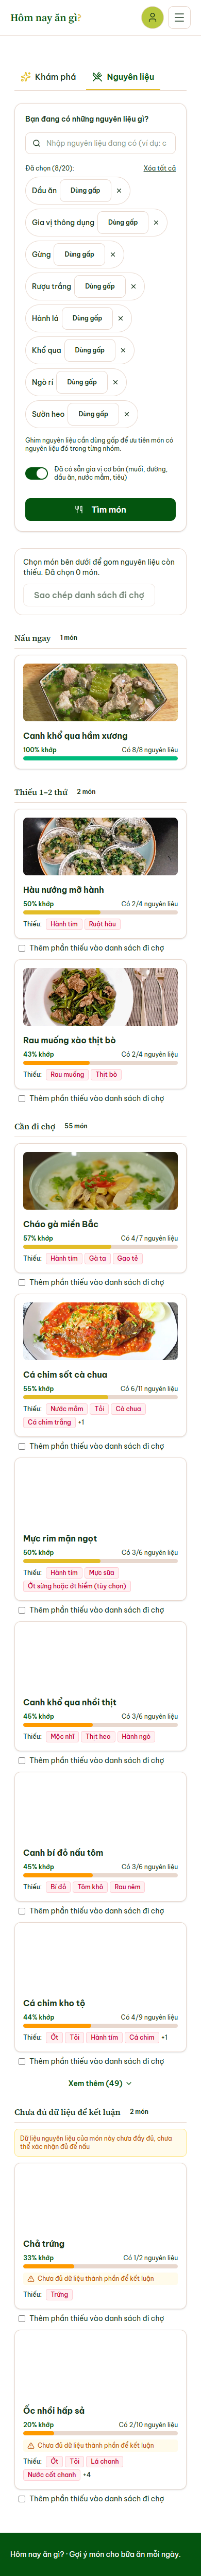 Hôm nay ăn gì?
Khám phá
Nguyên liệu
Bạn đang có những nguyên liệu gì?
Nhập nguyên liệu đang có (ví dụ: c
Đã chọn (8/20):
Xóa tất cả
Dầu ăn Dùng gấp ×
Gia vị thông dụng Dùng gấp ×
Gừng Dùng gấp ×
Rượu trắng Dùng gấp ×
Hành lá Dùng gấp ×
Khổ qua Dùng gấp ×
Ngò rí Dùng gấp ×
Sườn heo Dùng gấp ×
Ghim nguyên liệu cần dùng gấp để ưu tiên món có
nguyên liệu đó trong từng nhóm.
Đã có sẵn gia vị cơ bản (muối, đường,
dầu ăn, nước mắm, tiêu)
Tìm món
Chọn món bên dưới để gom nguyên liệu còn
thiếu. Đã chọn 0 món.
Sao chép danh sách đi chợ
Nấu ngay 1 món
Canh khổ qua hầm xương
100% khớp Có 8/8 nguyên liệu
Thiếu 1–2 thứ 2 món
Hàu nướng mỡ hành
50% khớp Có 2/4 nguyên liệu
Thiếu: Hành tím Ruột hàu
Thêm phần thiếu vào danh sách đi chợ
Rau muống xào thịt bò
43% khớp Có 2/4 nguyên liệu
Thiếu: Rau muống Thịt bò
Thêm phần thiếu vào danh sách đi chợ
Cần đi chợ 55 món
Cháo gà miền Bắc
57% khớp Có 4/7 nguyên liệu
Thiếu: Hành tím Gà ta Gạo tẻ
Thêm phần thiếu vào danh sách đi chợ
Cá chim sốt cà chua
55% khớp Có 6/11 nguyên liệu
Thiếu: Nước mắm Tỏi Cà chua
Cá chim trắng +1
Thêm phần thiếu vào danh sách đi chợ
Mực rim mặn ngọt
50% khớp Có 3/6 nguyên liệu
Thiếu: Hành tím Mực sữa
Ớt sừng hoặc ớt hiểm (tùy chọn)
Thêm phần thiếu vào danh sách đi chợ
Canh khổ qua nhồi thịt
45% khớp Có 3/6 nguyên liệu
Thiếu: Mộc nhĩ Thịt heo Hành ngò
Thêm phần thiếu vào danh sách đi chợ
Canh bí đỏ nấu tôm
45% khớp Có 3/6 nguyên liệu
Thiếu: Bí đỏ Tôm khô Rau nêm
Thêm phần thiếu vào danh sách đi chợ
Cá chim kho tộ
44% khớp Có 4/9 nguyên liệu
Thiếu: Ớt Tỏi Hành tím Cá chim +1
Thêm phần thiếu vào danh sách đi chợ
Xem thêm (49)
Chưa đủ dữ liệu để kết luận 2 món
Dữ liệu nguyên liệu của món này chưa đầy đủ, chưa
thể xác nhận đủ để nấu
Chả trứng
33% khớp Có 1/2 nguyên liệu
Chưa đủ dữ liệu thành phần để kết luận
Thiếu: Trứng
Thêm phần thiếu vào danh sách đi chợ
Ốc nhồi hấp sả
20% khớp Có 2/10 nguyên liệu
Chưa đủ dữ liệu thành phần để kết luận
Thiếu: Ớt Tỏi Lá chanh
Nước cốt chanh +4
Thêm phần thiếu vào danh sách đi chợ
Hôm nay ăn gì? · Gợi ý món cho bữa ăn mỗi ngày.